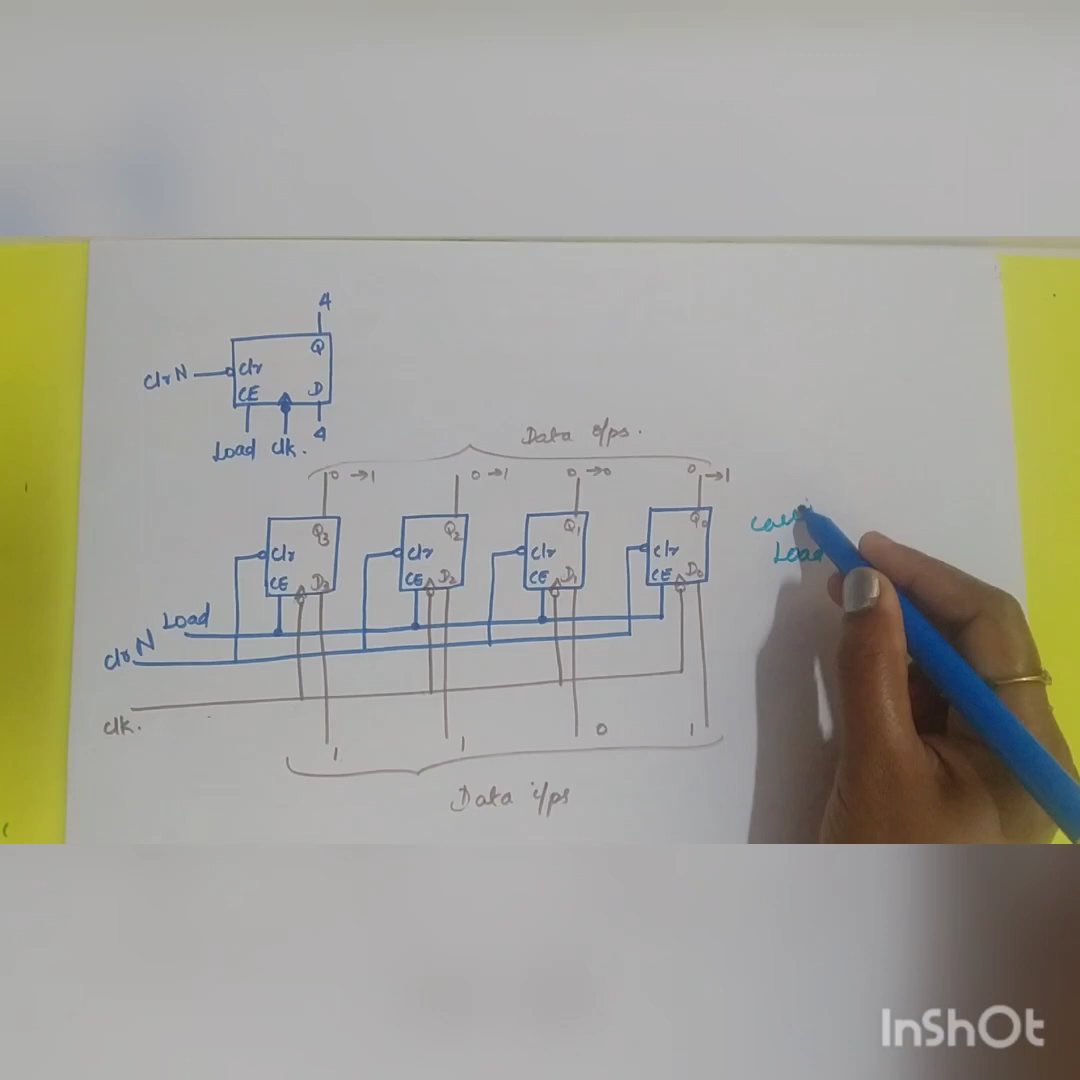 4
Q
ClrN Clr
CE D
Load Clk. 4
Data o/ps.
0 →1 0 →1 0 →0 0 →1
Q3 Q2 Q1 Q0
Clr Clr Clr Clr
CE D3 CE D2 CE D1 CE D0
Load
Load
ClrN
Clk.
1 1 0 1
Data i/ps
InShOt